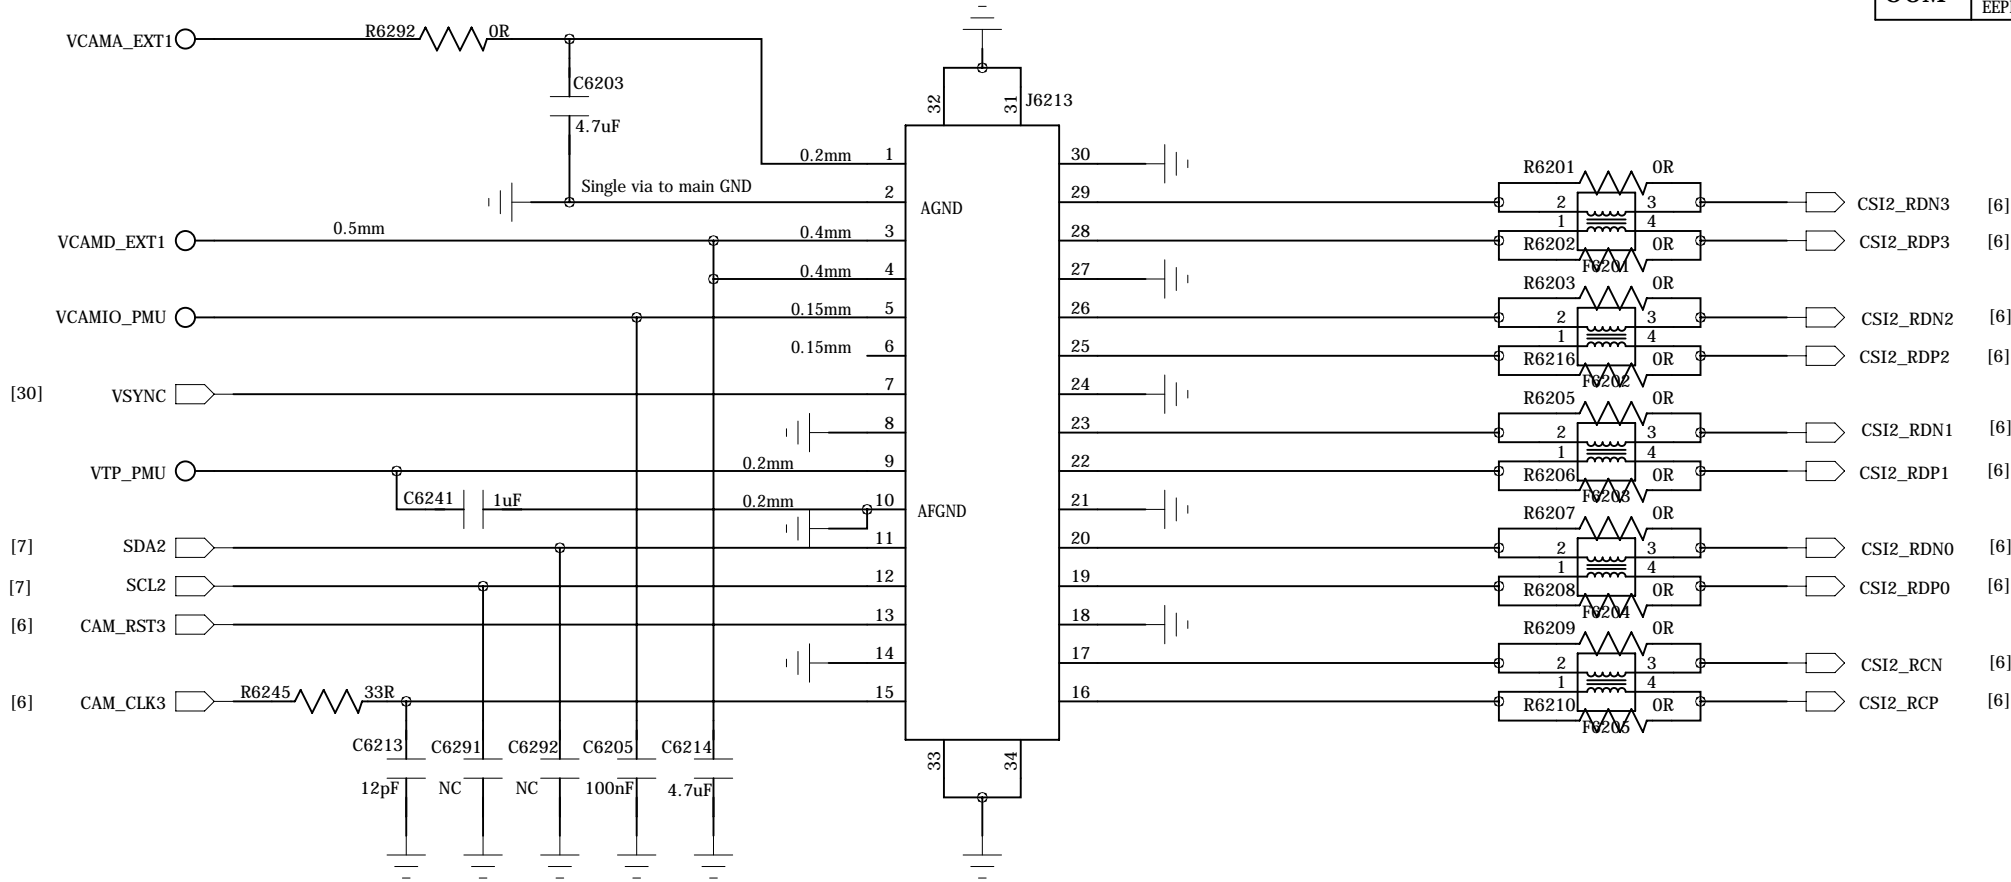 EEP
VCAMA_EXT1 R6292 0R
C6203
4.7uF
32 31 J6213
0.2mm 1 30
Single via to main GND 2 AGND 29
VCAMD_EXT1 0.5mm 0.4mm 3 28
0.4mm 4 27
VCAMIO_PMU 0.15mm 5 26
0.15mm 6 25
[30] VSYNC 7 24
8 23
VTP_PMU 0.2mm 9 22
C6241 1uF 0.2mm 10 AFGND 21
[7] SDA2 11 20
[7] SCL2 12 19
[6] CAM_RST3 13 18
14 17
[6] CAM_CLK3 R6245 33R 15 16
C6213 C6291 C6292 C6205 C6214
12pF NC NC 100nF 4.7uF
33 34
R6201 0R
2 3 CSI2_RDN3 [6]
1 4
R6202 0R CSI2_RDP3 [6]
F6201
R6203 0R
2 3 CSI2_RDN2 [6]
1 4
R6216 0R CSI2_RDP2 [6]
F6202
R6205 0R
2 3 CSI2_RDN1 [6]
1 4
R6206 0R CSI2_RDP1 [6]
F6203
R6207 0R
2 3 CSI2_RDN0 [6]
1 4
R6208 0R CSI2_RDP0 [6]
F6204
R6209 0R
2 3 CSI2_RCN [6]
1 4
R6210 0R CSI2_RCP [6]
F6205